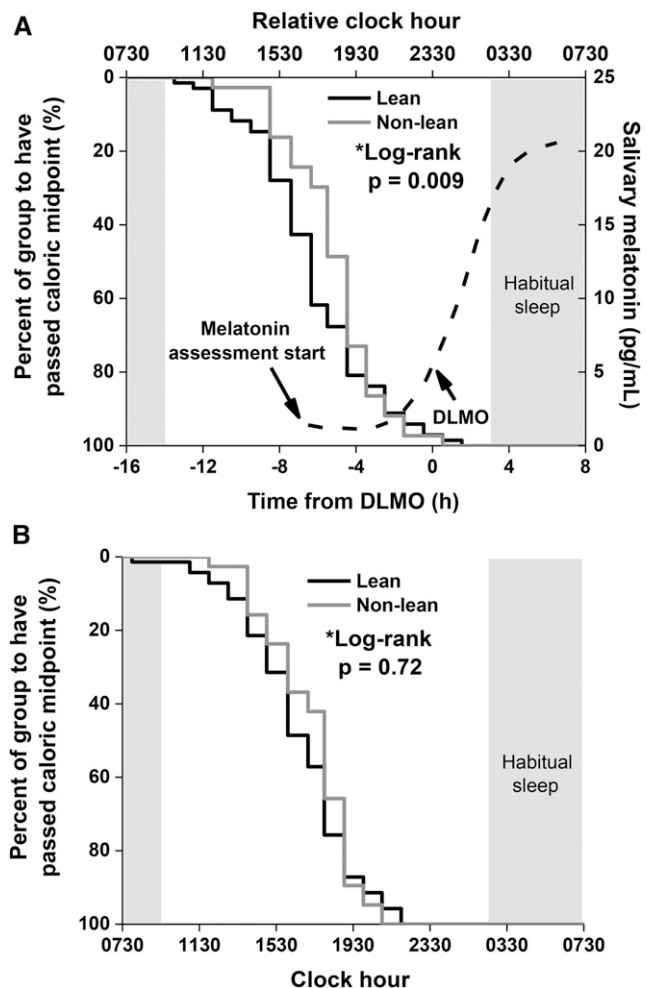 A
Relative clock hour
0730 1130 1530 1930 2330 0330 0730
Percent of group to have
passed caloric midpoint (%)
0
20
40
60
80
100
Lean
Non-lean
*Log-rank
p = 0.009
Melatonin
assessment start
DLMO
Habitual
sleep
25
20
15
10
5
0
Salivary melatonin (pg/mL)
-16 -12 -8 -4 0 4 8
Time from DLMO (h)
B
Percent of group to have
passed caloric midpoint (%)
0
20
40
60
80
100
Lean
Non-lean
*Log-rank
p = 0.72
Habitual
sleep
0730 1130 1530 1930 2330 0330 0730
Clock hour